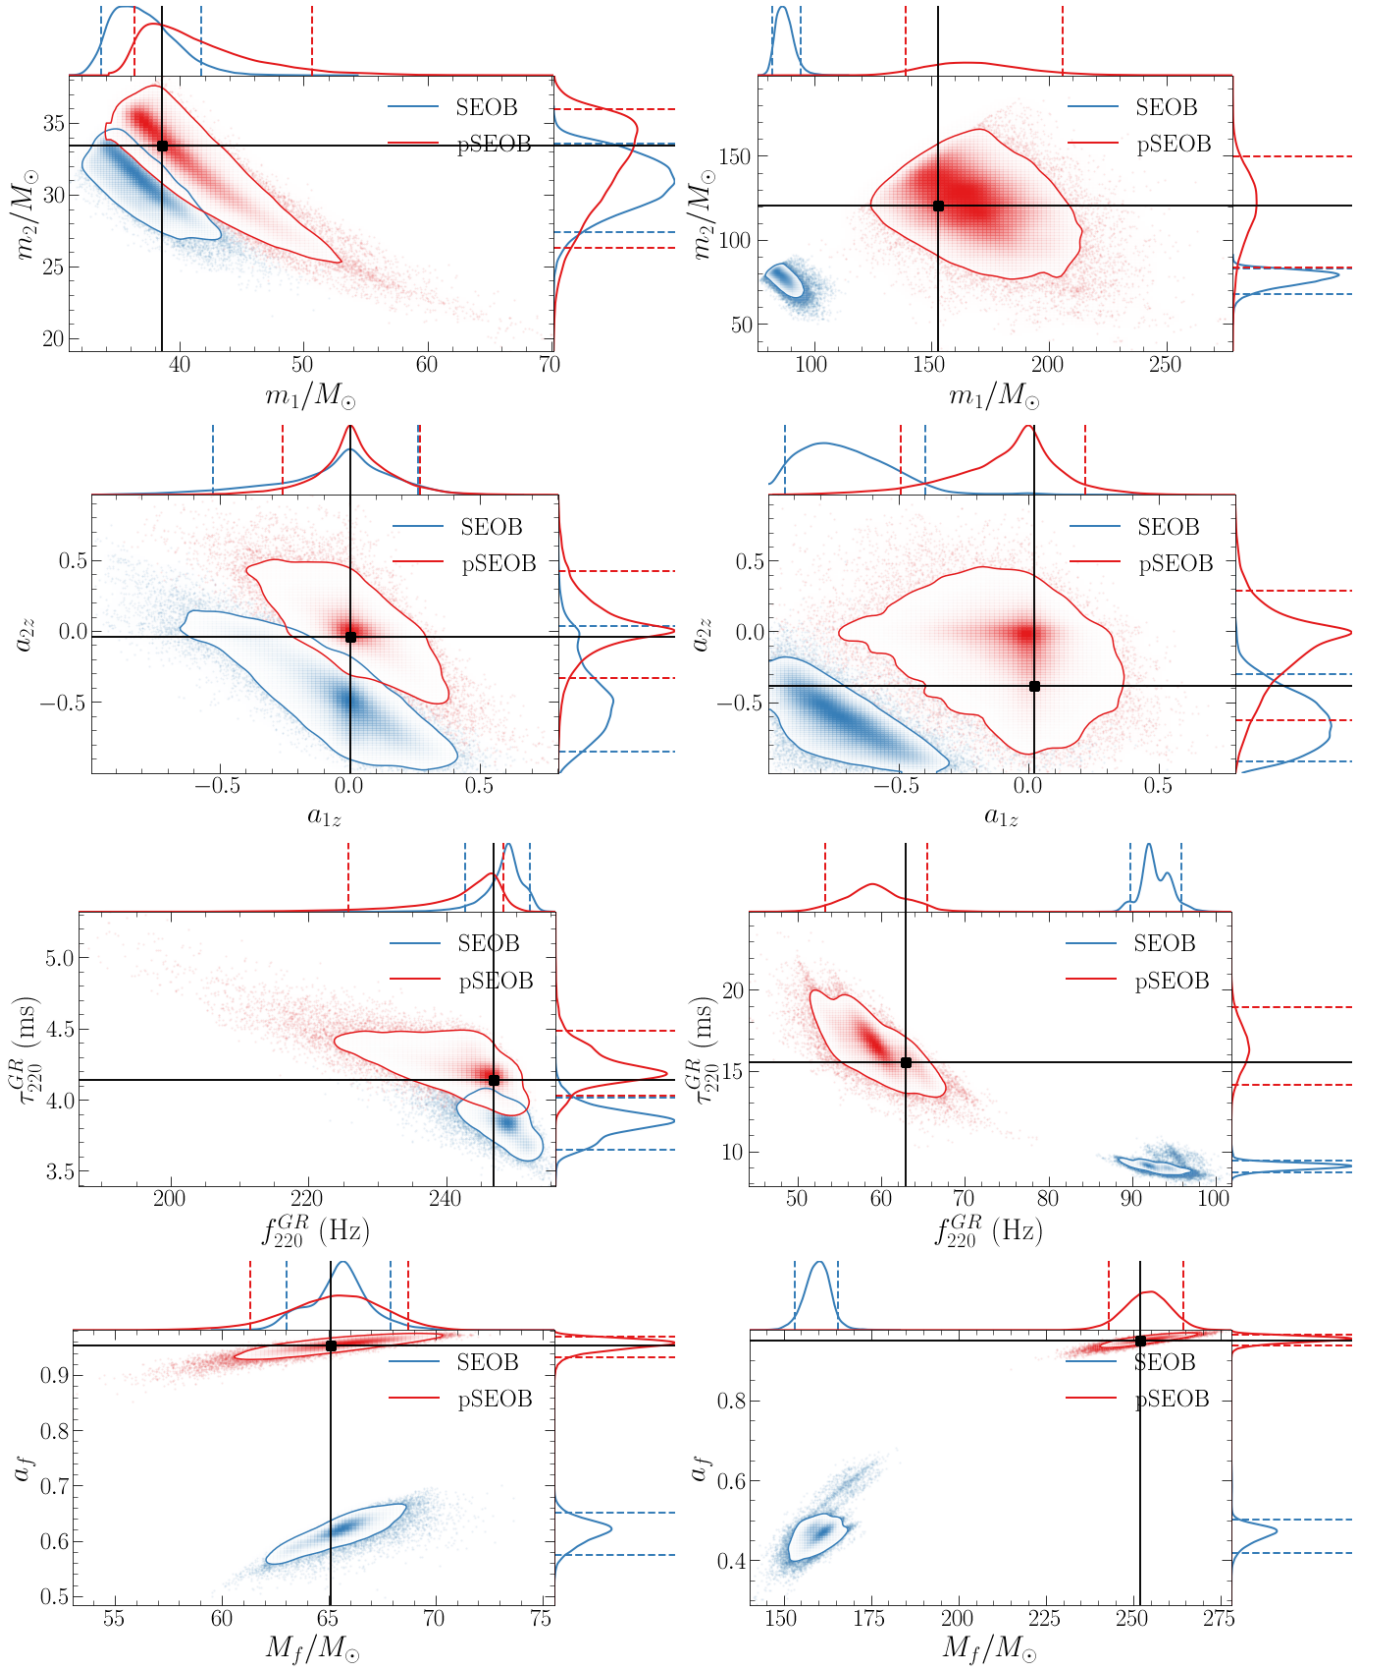 SEOB
pSEOB
35
30
25
20
m₂/M⊙
40
50
60
70
m₁/M⊙
SEOB
pSEOB
150
100
50
m₂/M⊙
100
150
200
250
m₁/M⊙
SEOB
pSEOB
0.5
0.0
−0.5
a₂z
−0.5
0.0
0.5
a₁z
SEOB
pSEOB
0.5
0.0
−0.5
a₂z
−0.5
0.0
0.5
a₁z
SEOB
pSEOB
5.0
4.5
4.0
3.5
τ₂₂₀^GR (ms)
200
220
240
f₂₂₀^GR (Hz)
SEOB
pSEOB
20
15
10
τ₂₂₀^GR (ms)
50
60
70
80
90
100
f₂₂₀^GR (Hz)
SEOB
pSEOB
0.9
0.8
0.7
0.6
0.5
a_f
55
60
65
70
75
M_f/M⊙
SEOB
pSEOB
0.8
0.6
0.4
a_f
150
175
200
225
250
275
M_f/M⊙